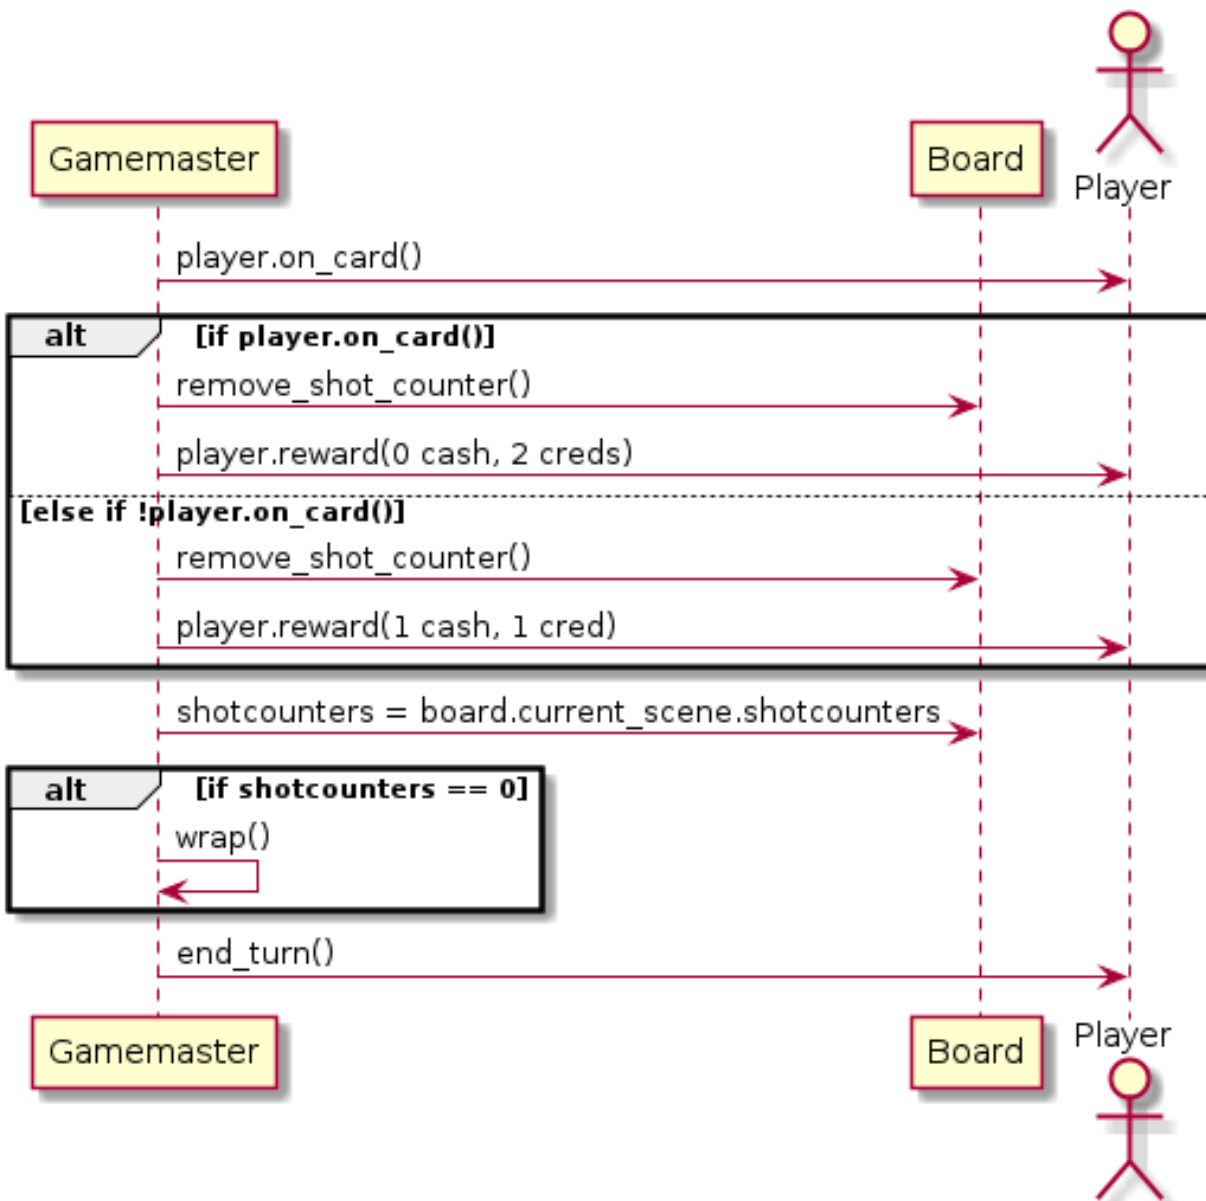 Gamemaster
Board
Player
player.on_card()
alt
[if player.on_card()]
remove_shot_counter()
player.reward(0 cash, 2 creds)
[else if !player.on_card()]
remove_shot_counter()
player.reward(1 cash, 1 cred)
shotcounters = board.current_scene.shotcounters
alt
[if shotcounters == 0]
wrap()
end_turn()
Gamemaster
Board
Player